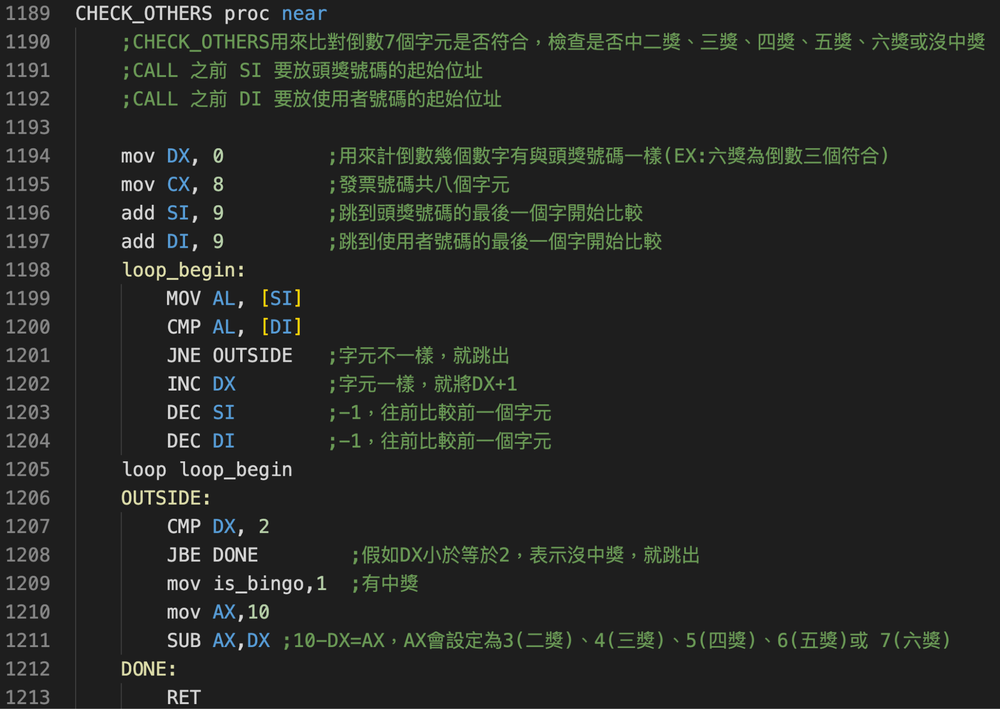 1189 CHECK_OTHERS proc near
1190 ;CHECK_OTHERS用來比對倒數7個字元是否符合，檢查是否中二獎、三獎、四獎、五獎、六獎或沒中獎
1191 ;CALL 之前 SI 要放頭獎號碼的起始位址
1192 ;CALL 之前 DI 要放使用者號碼的起始位址
1193
1194 mov DX, 0 ;用來計倒數幾個數字有與頭獎號碼一樣(EX:六獎為倒數三個符合)
1195 mov CX, 8 ;發票號碼共八個字元
1196 add SI, 9 ;跳到頭獎號碼的最後一個字開始比較
1197 add DI, 9 ;跳到使用者號碼的最後一個字開始比較
1198 loop_begin:
1199 MOV AL, [SI]
1200 CMP AL, [DI]
1201 JNE OUTSIDE ;字元不一樣，就跳出
1202 INC DX ;字元一樣，就將DX+1
1203 DEC SI ;-1，往前比較前一個字元
1204 DEC DI ;-1，往前比較前一個字元
1205 loop loop_begin
1206 OUTSIDE:
1207 CMP DX, 2
1208 JBE DONE ;假如DX小於等於2，表示沒中獎，就跳出
1209 mov is_bingo,1 ;有中獎
1210 mov AX,10
1211 SUB AX,DX ;10-DX=AX，AX會設定為3(二獎)、4(三獎)、5(四獎)、6(五獎)或 7(六獎)
1212 DONE:
1213 RET